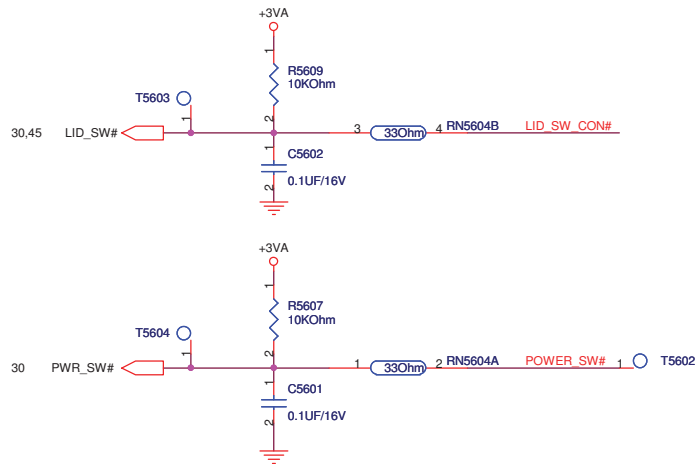 +3VA
1
R5609
10KOhm
T5603
1
2
30,45 LID_SW# 3 33Ohm 4 RN5604B LID_SW_CON#
1
C5602
2
0.1UF/16V
+3VA
1
R5607
10KOhm
T5604
1
2
30 PWR_SW# 1 33Ohm 2 RN5604A POWER_SW# 1 T5602
1
C5601
2
0.1UF/16V